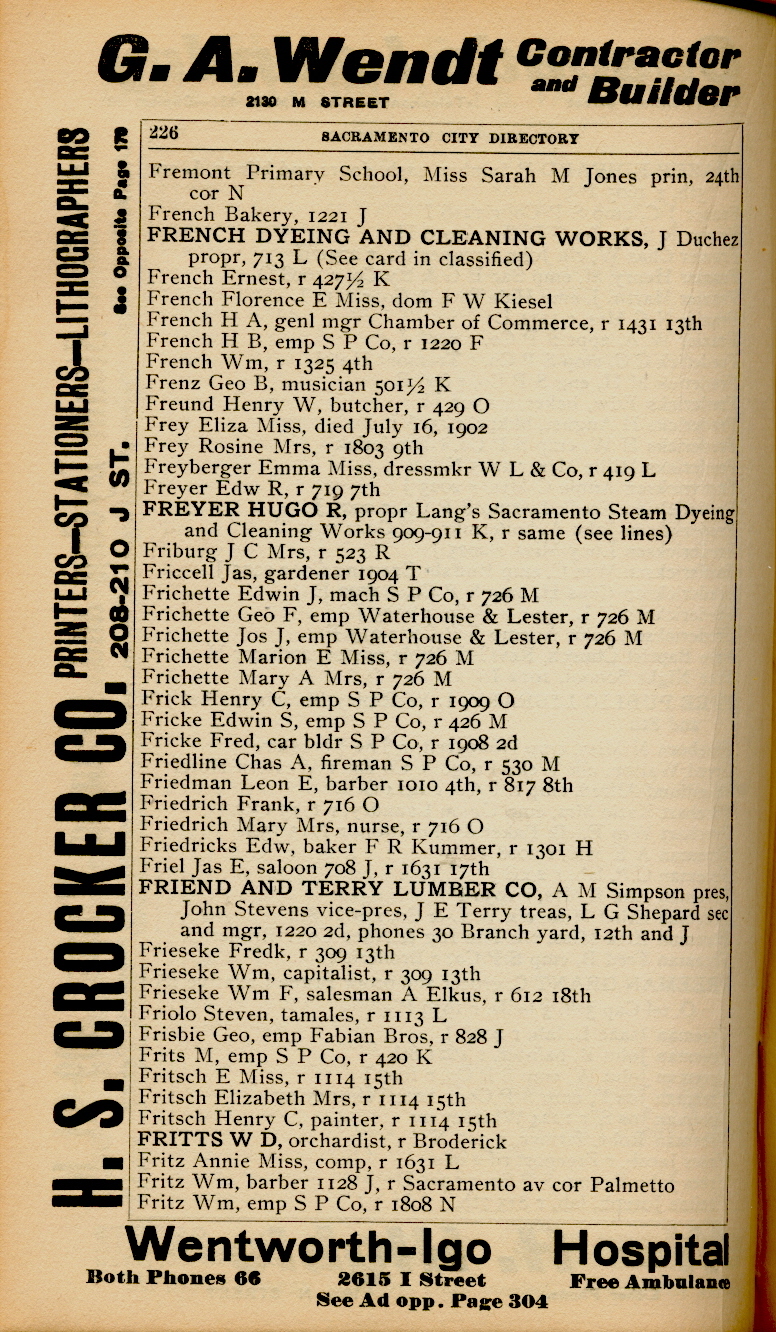 G. A. Wendt Contractor and Builder
2130 M STREET
H. S. CROCKER CO. PRINTERS—STATIONERS—LITHOGRAPHERS
208-210 J ST. See Opposite Page 170
226 SACRAMENTO CITY DIRECTORY
Fremont Primary School, Miss Sarah M Jones prin, 24th
cor N
French Bakery, 1221 J
FRENCH DYEING AND CLEANING WORKS, J Duchez
propr, 713 L (See card in classified)
French Ernest, r 427½ K
French Florence E Miss, dom F W Kiesel
French H A, genl mgr Chamber of Commerce, r 1431 13th
French H B, emp S P Co, r 1220 F
French Wm, r 1325 4th
Frenz Geo B, musician 501½ K
Freund Henry W, butcher, r 429 O
Frey Eliza Miss, died July 16, 1902
Frey Rosine Mrs, r 1803 9th
Freyberger Emma Miss, dressmkr W L & Co, r 419 L
Freyer Edw R, r 719 7th
FREYER HUGO R, propr Lang's Sacramento Steam Dyeing
and Cleaning Works 909-911 K, r same (see lines)
Friburg J C Mrs, r 523 R
Friccell Jas, gardener 1904 T
Frichette Edwin J, mach S P Co, r 726 M
Frichette Geo F, emp Waterhouse & Lester, r 726 M
Frichette Jos J, emp Waterhouse & Lester, r 726 M
Frichette Marion E Miss, r 726 M
Frichette Mary A Mrs, r 726 M
Frick Henry C, emp S P Co, r 1909 O
Fricke Edwin S, emp S P Co, r 426 M
Fricke Fred, car bldr S P Co, r 1908 2d
Friedline Chas A, fireman S P Co, r 530 M
Friedman Leon E, barber 1010 4th, r 817 8th
Friedrich Frank, r 716 O
Friedrich Mary Mrs, nurse, r 716 O
Friedricks Edw, baker F R Kummer, r 1301 H
Friel Jas E, saloon 708 J, r 1631 17th
FRIEND AND TERRY LUMBER CO, A M Simpson pres,
John Stevens vice-pres, J E Terry treas, L G Shepard sec
and mgr, 1220 2d, phones 30 Branch yard, 12th and J
Frieseke Fredk, r 309 13th
Frieseke Wm, capitalist, r 309 13th
Frieseke Wm F, salesman A Elkus, r 612 18th
Friolo Steven, tamales, r 1113 L
Frisbie Geo, emp Fabian Bros, r 828 J
Frits M, emp S P Co, r 420 K
Fritsch E Miss, r 1114 15th
Fritsch Elizabeth Mrs, r 1114 15th
Fritsch Henry C, painter, r 1114 15th
FRITTS W D, orchardist, r Broderick
Fritz Annie Miss, comp, r 1631 L
Fritz Wm, barber 1128 J, r Sacramento av cor Palmetto
Fritz Wm, emp S P Co, r 1808 N
Wentworth-Igo Hospital
Both Phones 66 2615 I Street Free Ambulance
See Ad opp. Page 304